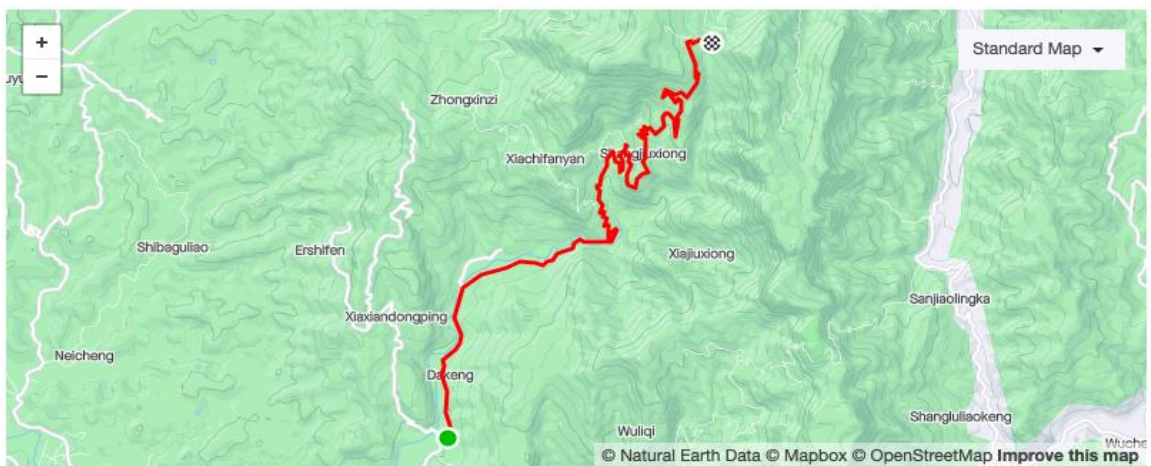 +
−
Standard Map
Zhongxinzi
Xiachifanyan
Shangjiuxiong
Shibaguliao
Ershifen
Xiajiuxiong
Sanjiaolingka
Xiaxiandongping
Neicheng
Dakeng
Shangluliaokeng
Wuliqi
© Natural Earth Data © Mapbox © OpenStreetMap Improve this map